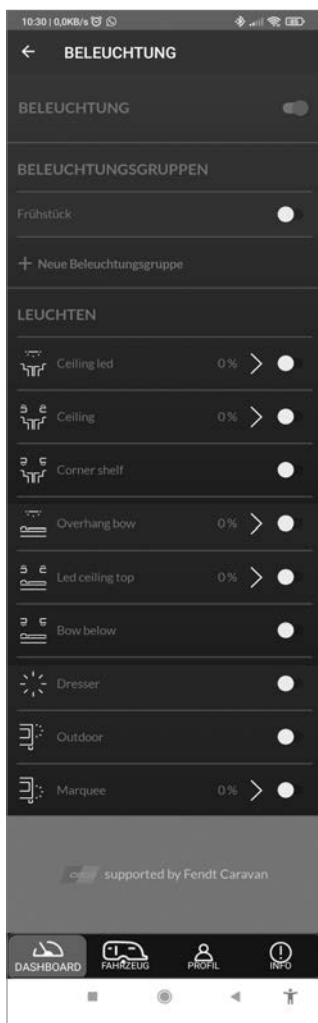 10:30 | 0,0KB/s
BELEUCHTUNG
BELEUCHTUNG
BELEUCHTUNGSGRUPPEN
Frühstück
+ Neue Beleuchtungsgruppe
LEUCHTEN
Ceiling led 0 %
Ceiling 0 %
Corner shelf
Overhang bow 0 %
Led ceiling top 0 %
Bow below
Dresser
Outdoor
Marquee 0 %
supported by Fendt Caravan
DASHBOARD FAHRZEUG PROFIL INFO